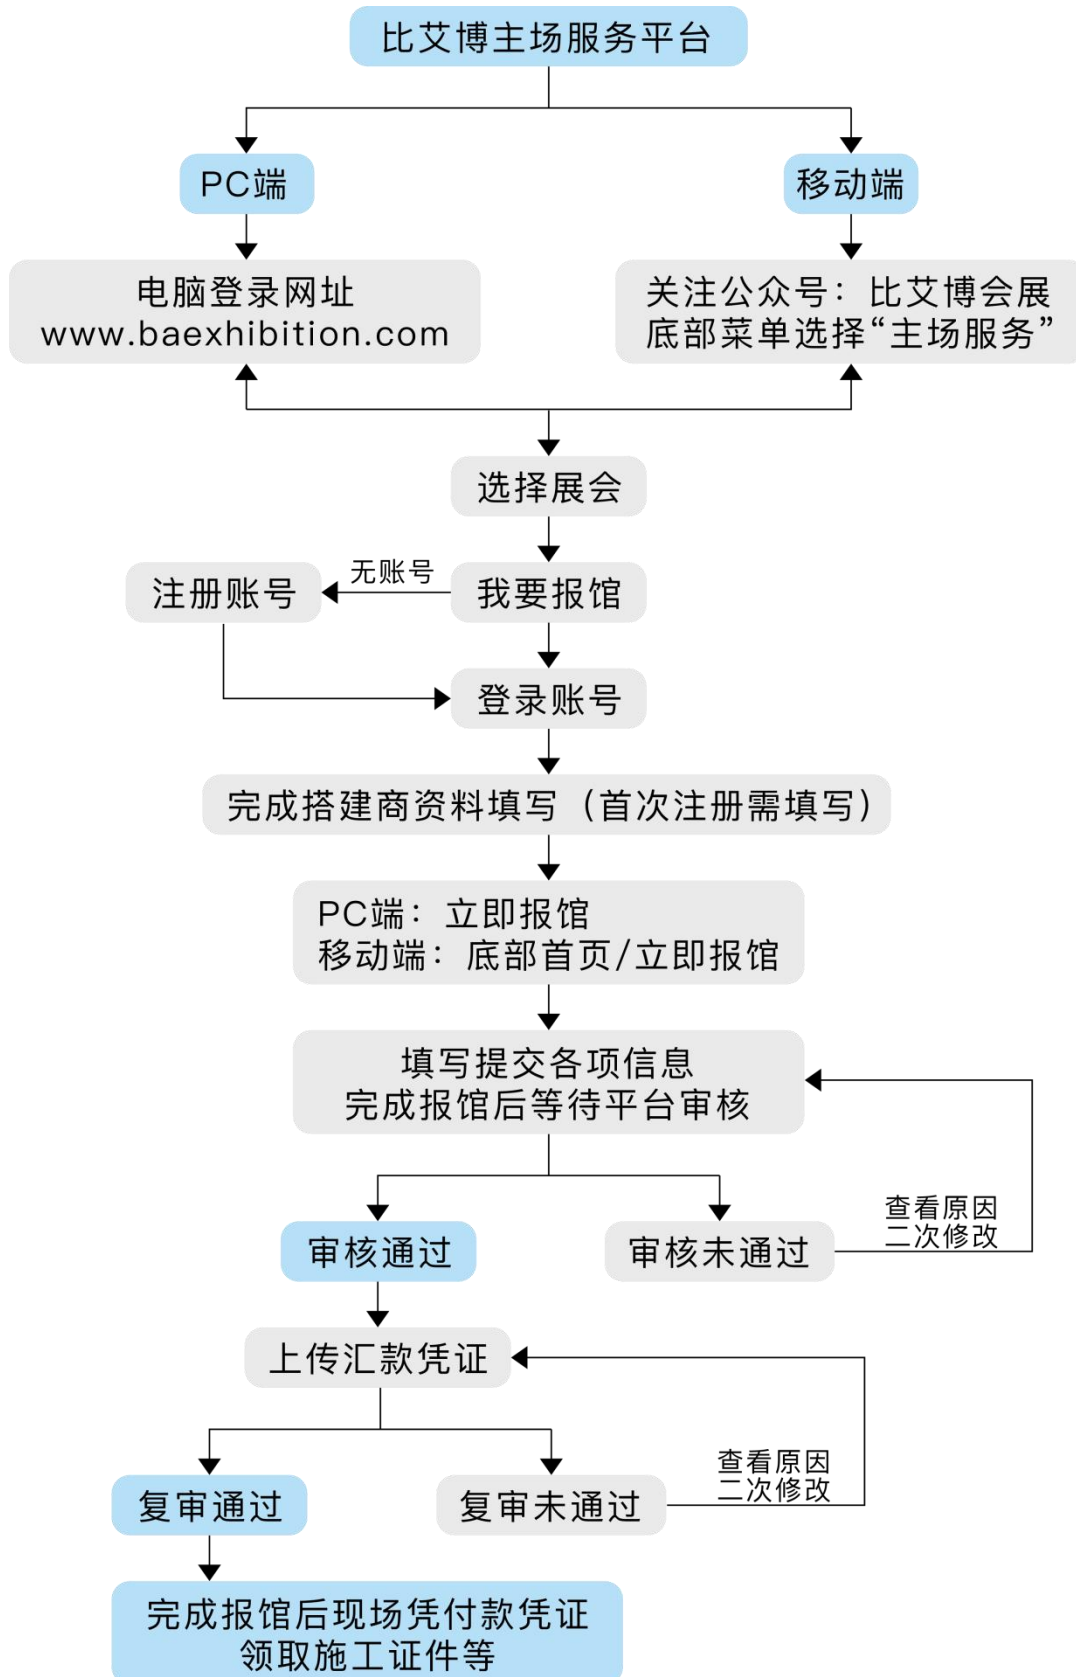 比艾博主场服务平台
PC端
移动端
电脑登录网址
www.baexhibition.com
关注公众号：比艾博会展
底部菜单选择“主场服务”
选择展会
无账号
注册账号
我要报馆
登录账号
完成搭建商资料填写（首次注册需填写）
PC端：立即报馆
移动端：底部首页/立即报馆
填写提交各项信息
完成报馆后等待平台审核
查看原因
二次修改
审核通过
审核未通过
上传汇款凭证
查看原因
二次修改
复审通过
复审未通过
完成报馆后现场凭付款凭证
领取施工证件等